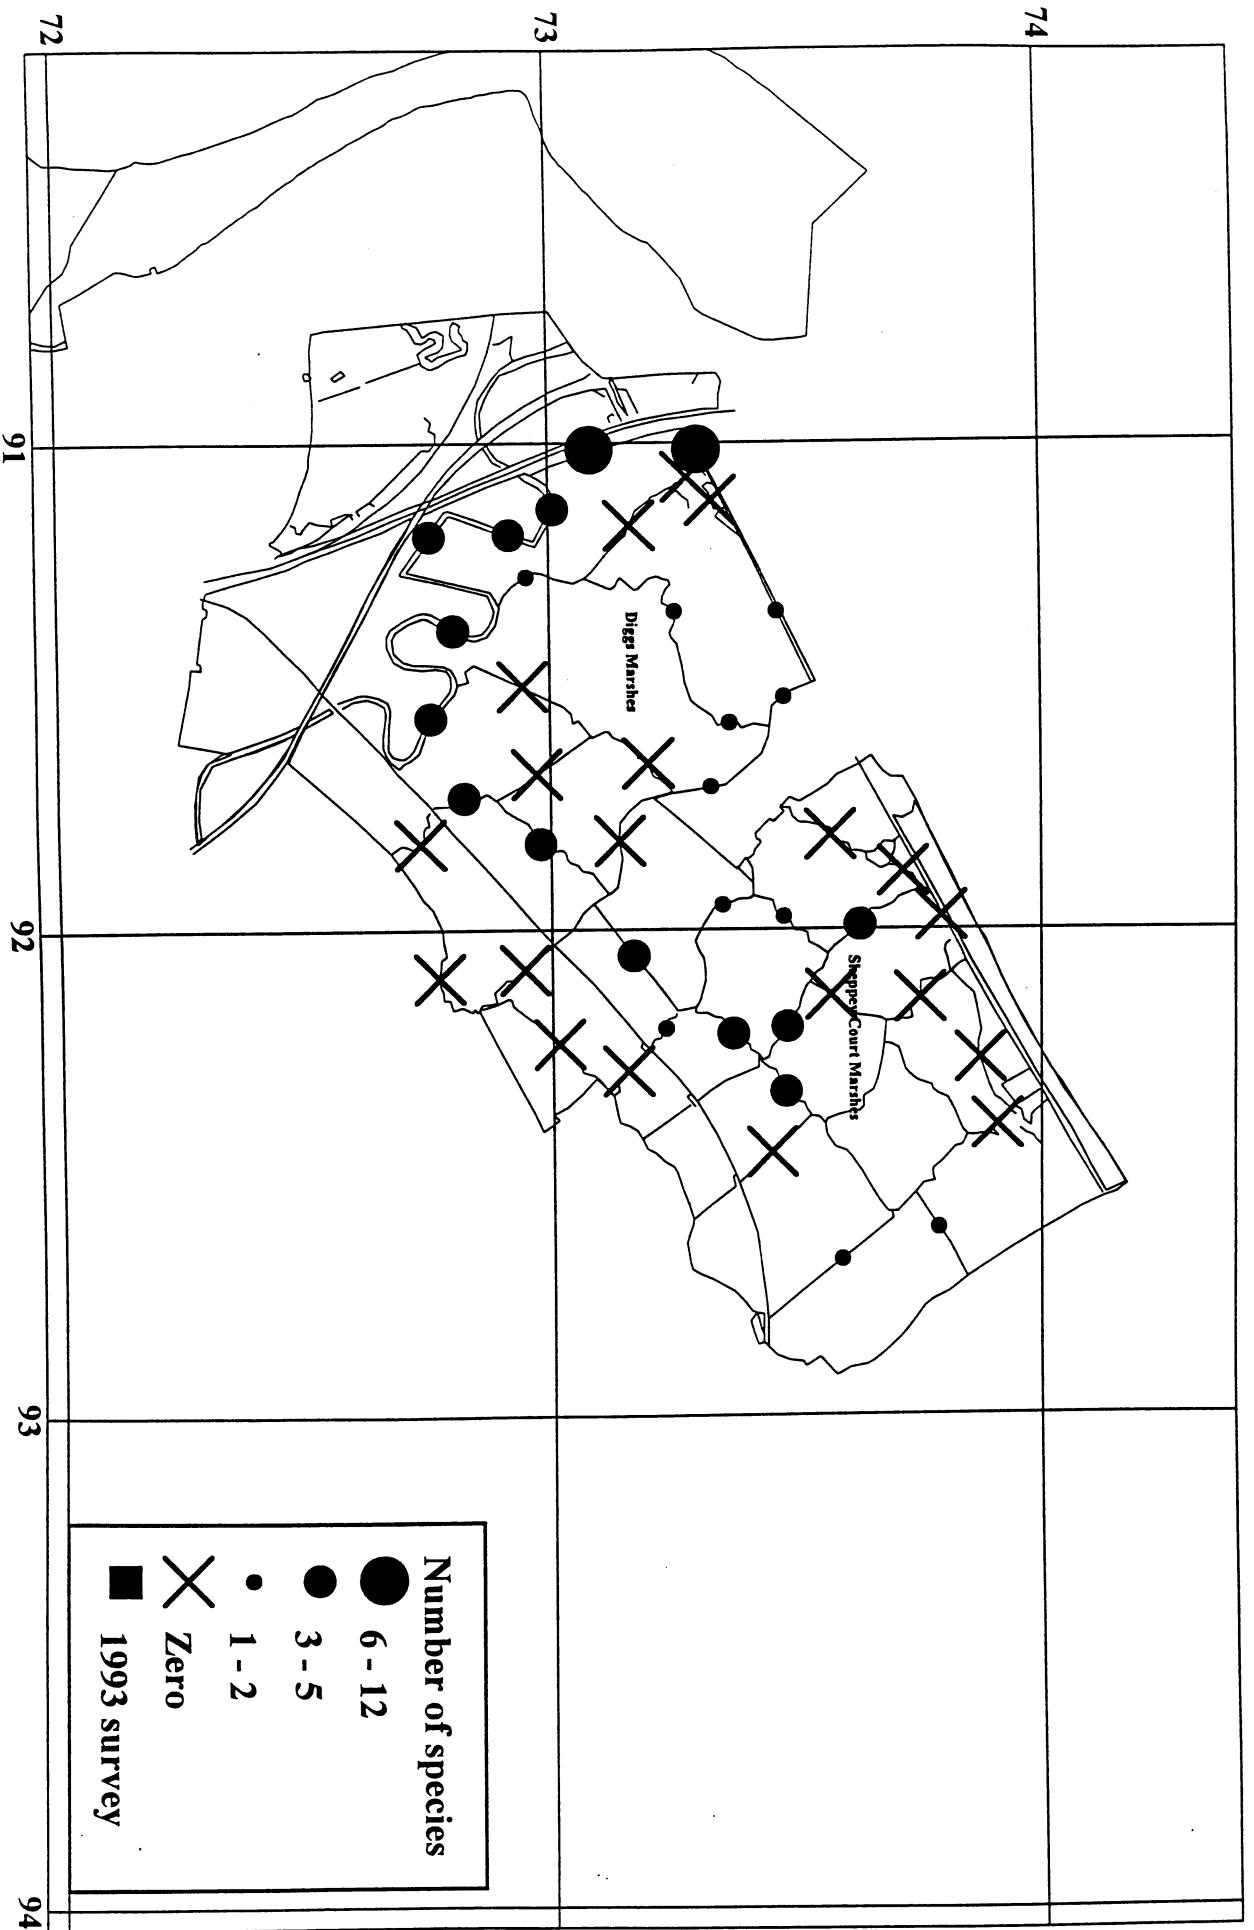 72
73
74
91
92
93
94
Diggs Marshes
Sheppey Court Marshes
Number of species
6 - 12
3 - 5
1 - 2
Zero
1993 survey